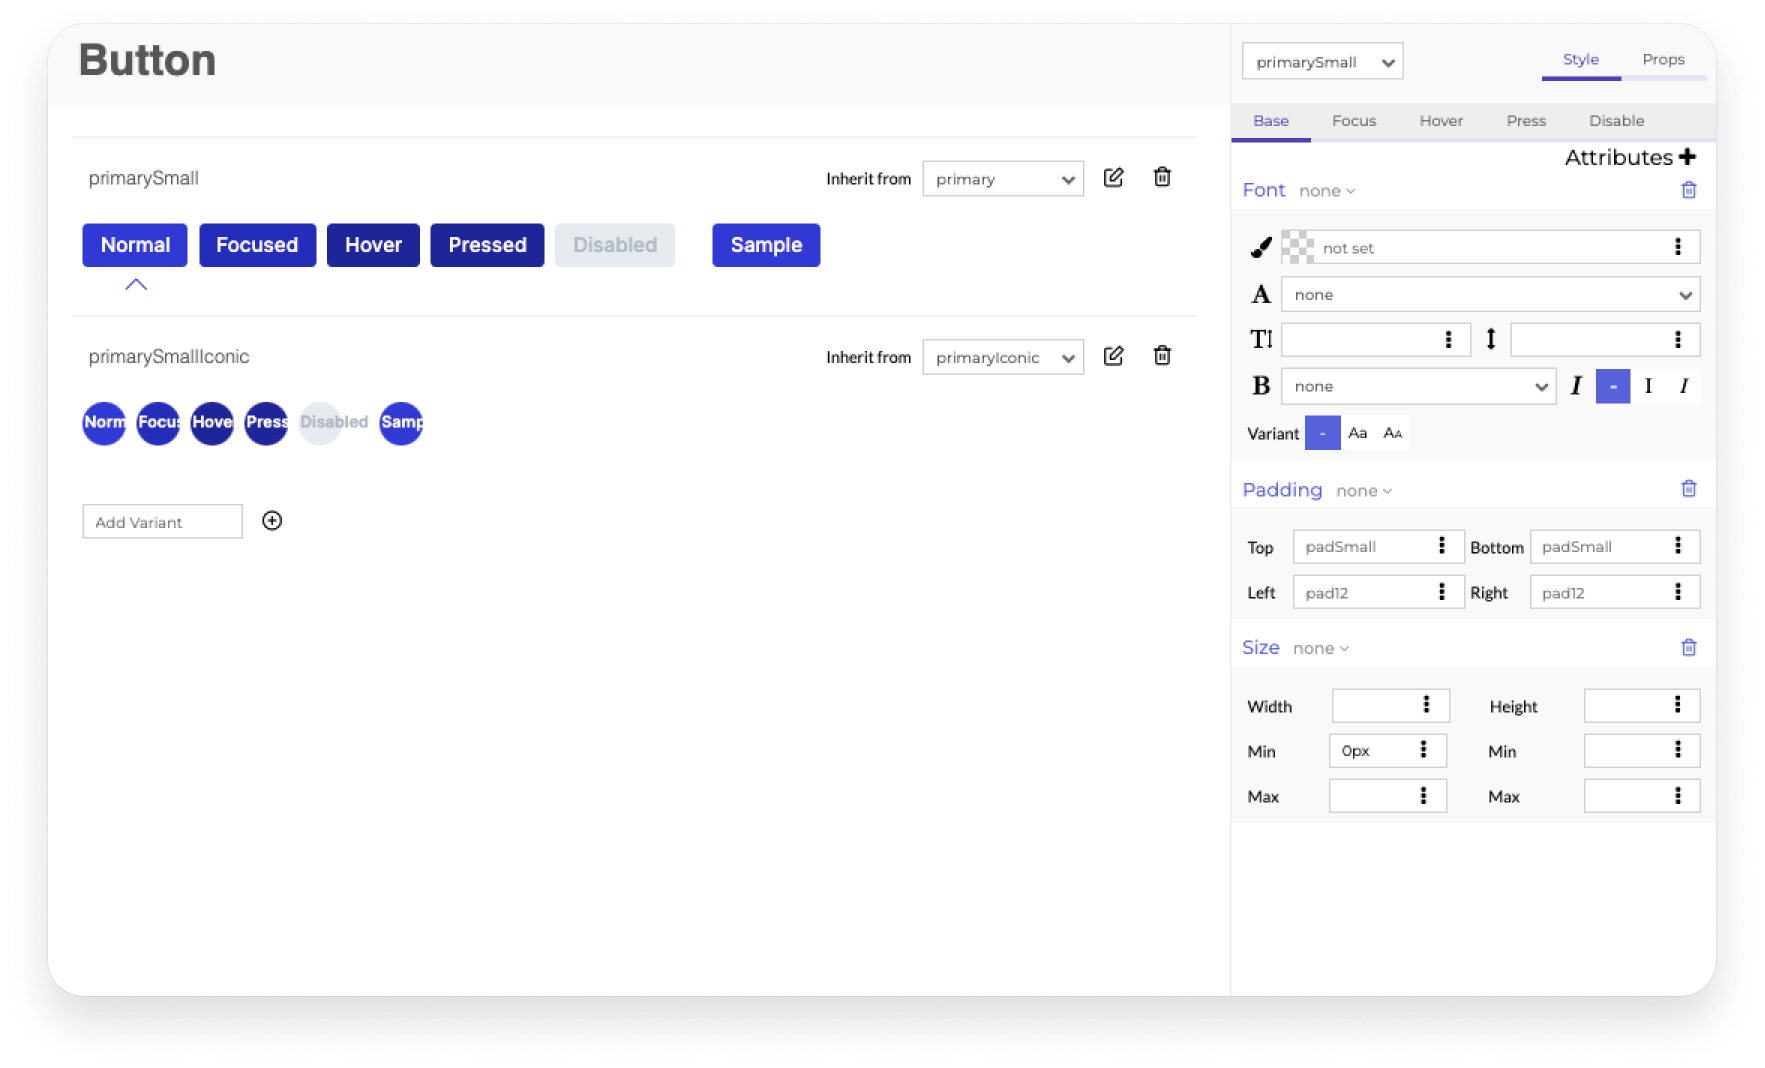 Button
primarySmall
Style
Props
Base
Focus
Hover
Press
Disable
Attributes
primarySmall
Inherit from
primary
Font none
Normal
Focused
Hover
Pressed
Disabled
Sample
not set
A none
TI
primarySmallIconic
Inherit from
primaryIconic
B none
I - I I
Norm
Focus
Hove
Press
Disabled
Samp
Variant - Aa AA
Padding none
Add Variant
Top padSmall Bottom padSmall
Left pad12 Right pad12
Size none
Width Height
Min 0px Min
Max Max